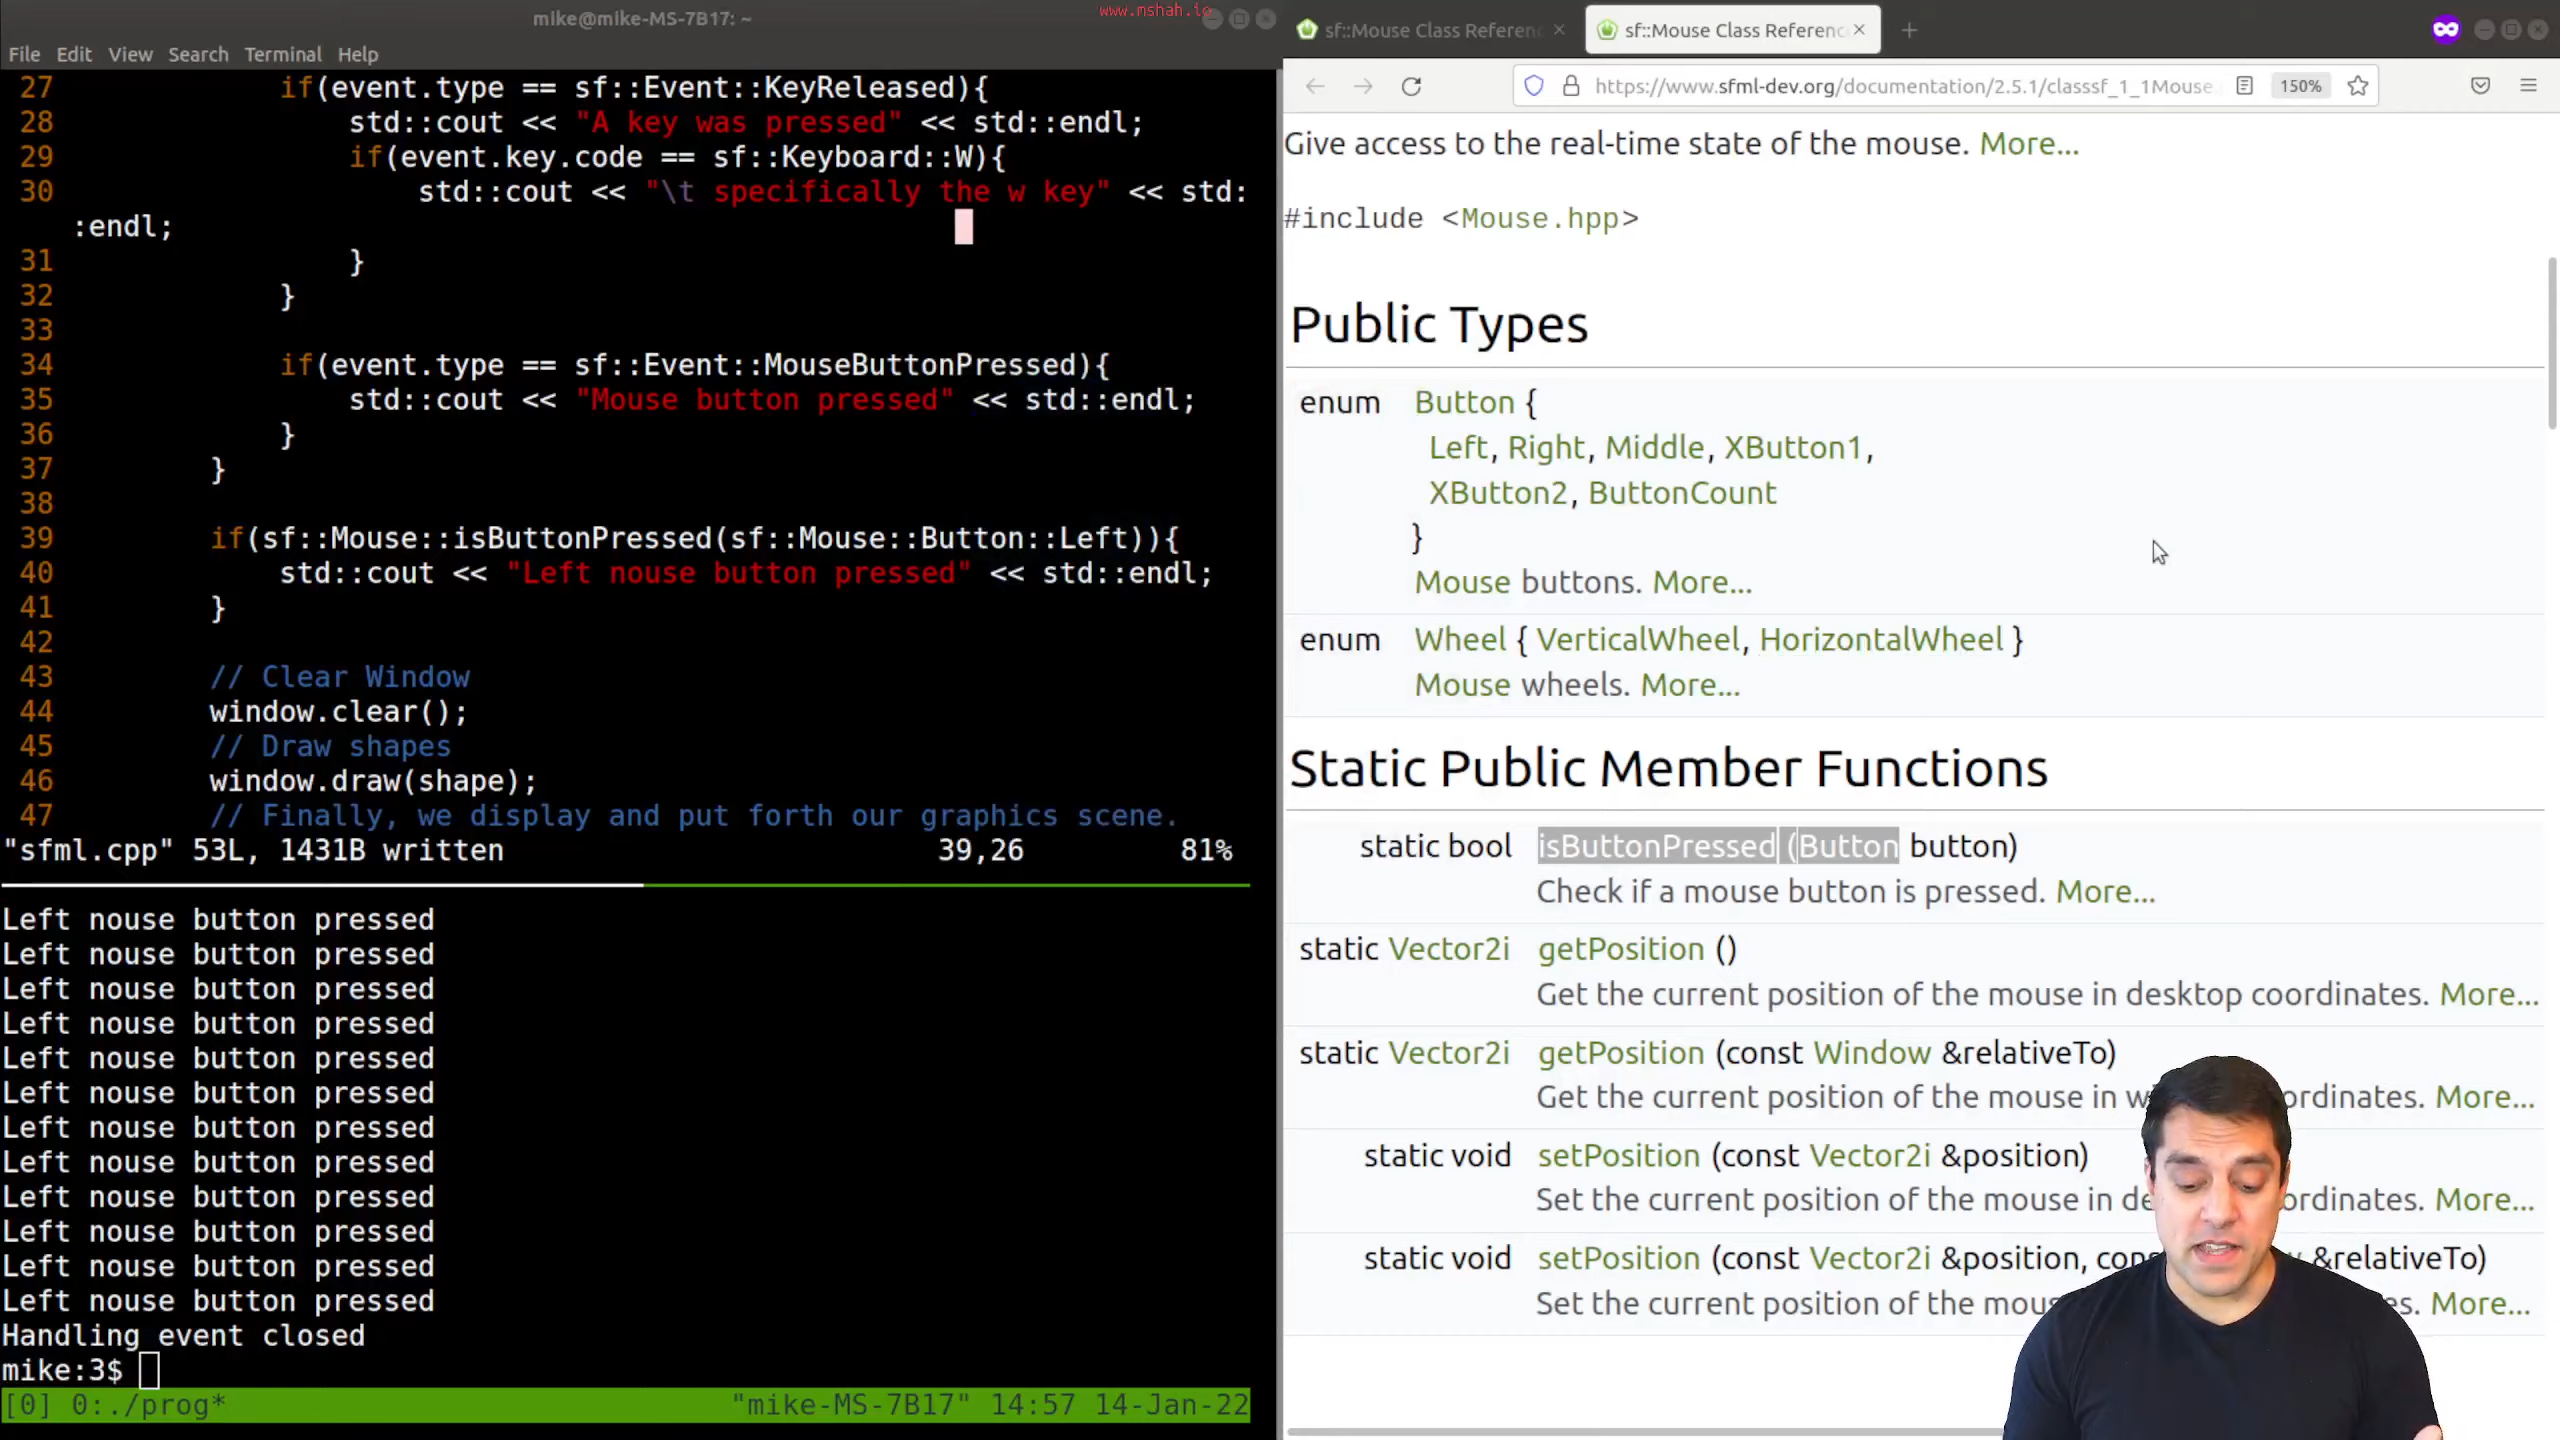 mike@mike-MS-7B17: ~
www.mshah.io
File Edit View Search Terminal Help
27 if(event.type == sf::Event::KeyReleased){
28 std::cout << "A key was pressed" << std::endl;
29 if(event.key.code == sf::Keyboard::W){
30 std::cout << "\t specifically the w key" << std:
:endl;
31 }
32 }
33
34 if(event.type == sf::Event::MouseButtonPressed){
35 std::cout << "Mouse button pressed" << std::endl;
36 }
37 }
38
39 if(sf::Mouse::isButtonPressed(sf::Mouse::Button::Left)){
40 std::cout << "Left nouse button pressed" << std::endl;
41 }
42
43 // Clear Window
44 window.clear();
45 // Draw shapes
46 window.draw(shape);
47 // Finally, we display and put forth our graphics scene.
"sfml.cpp" 53L, 1431B written 39,26 81%
Left nouse button pressed
Left nouse button pressed
Left nouse button pressed
Left nouse button pressed
Left nouse button pressed
Left nouse button pressed
Left nouse button pressed
Left nouse button pressed
Left nouse button pressed
Left nouse button pressed
Left nouse button pressed
Left nouse button pressed
Handling event closed
mike:3$
[0] 0:./prog* "mike-MS-7B17" 14:57 14-Jan-22
sf::Mouse Class Referenc
sf::Mouse Class Referenc
https://www.sfml-dev.org/documentation/2.5.1/classsf_1_1Mouse. 150%
Give access to the real-time state of the mouse. More...
#include <Mouse.hpp>
Public Types
enum Button {
Left, Right, Middle, XButton1,
XButton2, ButtonCount
}
Mouse buttons. More...
enum Wheel { VerticalWheel, HorizontalWheel }
Mouse wheels. More...
Static Public Member Functions
static bool isButtonPressed (Button button)
Check if a mouse button is pressed. More...
static Vector2i getPosition ()
Get the current position of the mouse in desktop coordinates. More...
static Vector2i getPosition (const Window &relativeTo)
Get the current position of the mouse in w ordinates. More...
static void setPosition (const Vector2i &position)
Set the current position of the mouse in de ordinates. More...
static void setPosition (const Vector2i &position, con &relativeTo)
Set the current position of the mou es. More...